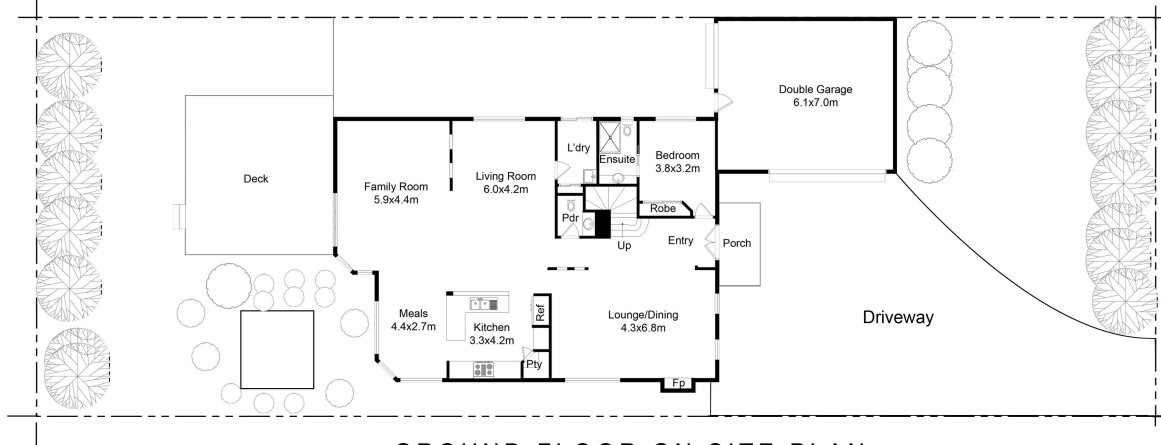 Double Garage
6.1x7.0m
Deck
Family Room
5.9x4.4m
Living Room
6.0x4.2m
L'dry
Ensuite
Bedroom
3.8x3.2m
Robe
Pdr
Up
Entry
Porch
Meals
4.4x2.7m
Kitchen
3.3x4.2m
Ref
Pty
Lounge/Dining
4.3x6.8m
Fp
Driveway
GROUND FLOOR ON SITE PLAN